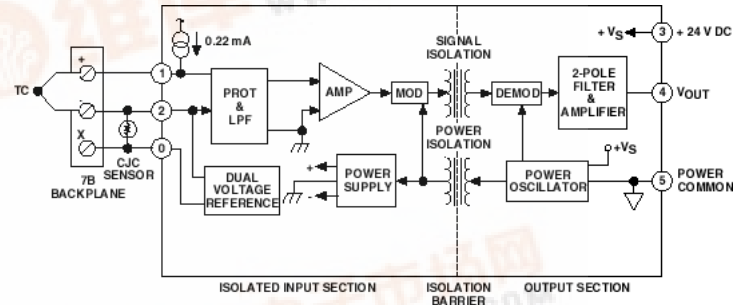 0.22 mA
SIGNAL
ISOLATION
+ VS
3
+ 24 V DC
TC
+
-
X
1
2
0
PROT
&
LPF
AMP
MOD
DEMOD
2-POLE
FILTER
&
AMPLIFIER
4
VOUT
CJC
SENSOR
7B
BACKPLANE
DUAL
VOLTAGE
REFERENCE
+
-
POWER
SUPPLY
POWER
ISOLATION
POWER
OSCILLATOR
+VS
5
POWER
COMMON
ISOLATED INPUT SECTION
ISOLATION
BARRIER
OUTPUT SECTION